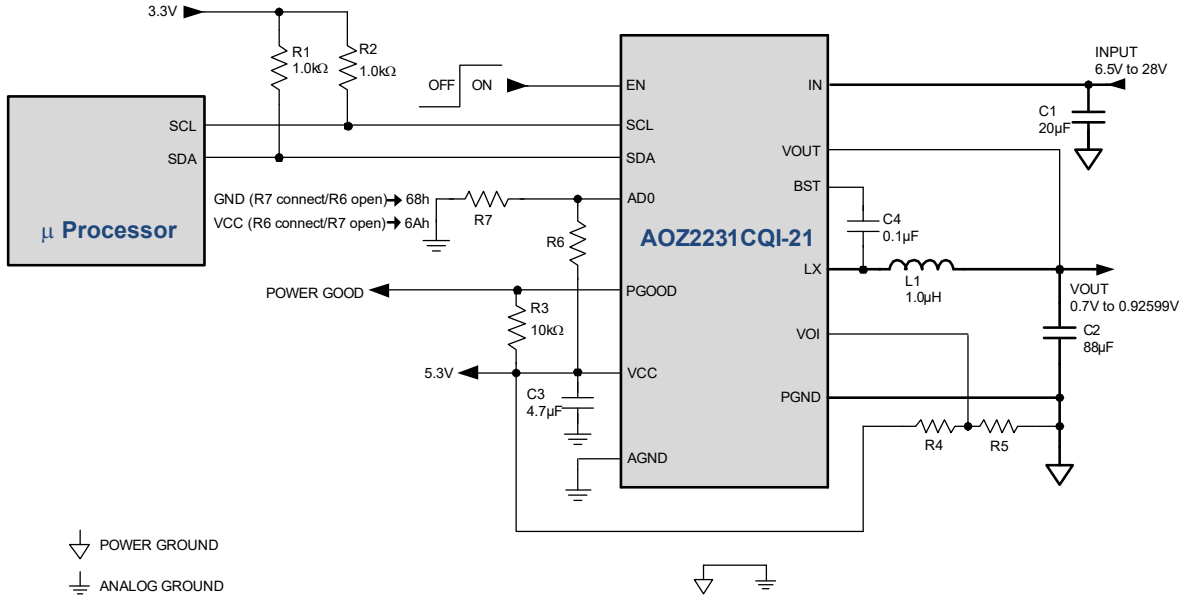 3.3V
R1
1.0kΩ
R2
1.0kΩ
OFF
ON
EN
IN
INPUT
6.5V to 28V
C1
20µF
SCL
SCL
SDA
SDA
VOUT
BST
GND (R7 connect/R6 open) 68h
VCC (R6 connect/R7 open) 6Ah
R7
AD0
R6
C4
0.1µF
µ Processor
AOZ2231CQI-21
LX
L1
1.0µH
VOUT
0.7V to 0.92599V
POWER GOOD
PGOOD
R3
10kΩ
VOI
C2
88µF
5.3V
VCC
C3
4.7µF
PGND
R4
R5
AGND
POWER GROUND
ANALOG GROUND